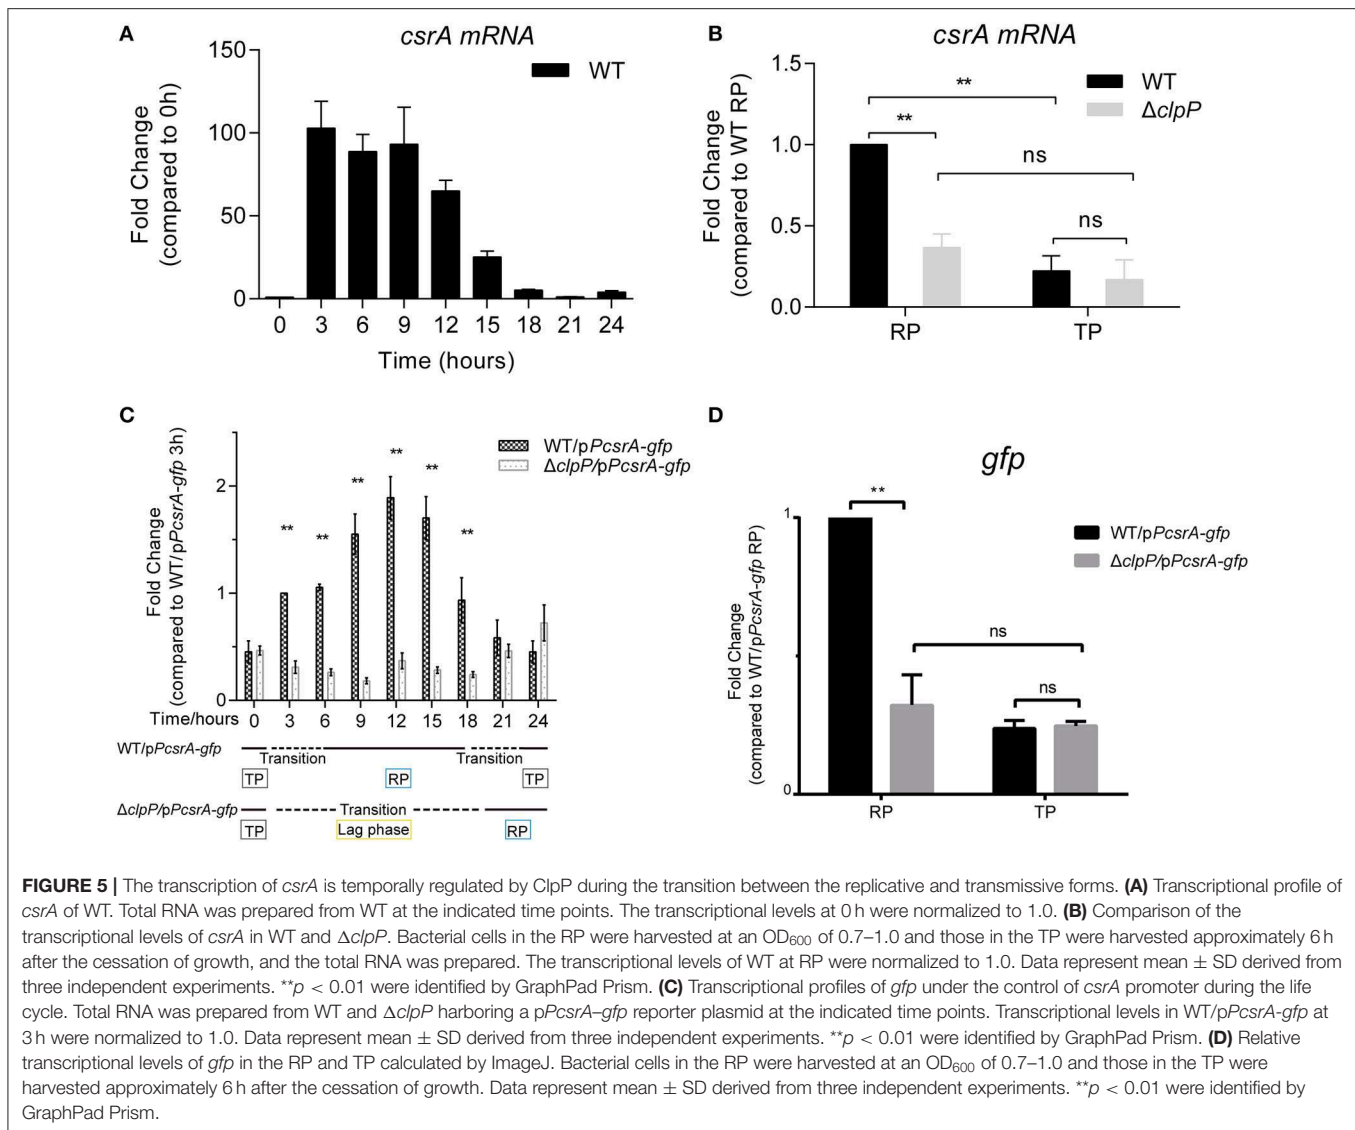 A
csrA mRNA
WT
Fold Change
(compared to 0h)
150
100
50
0
0 3 6 9 12 15 18 21 24
Time (hours)
B
csrA mRNA
WT
ΔclpP
Fold Change
(compared to WT RP)
1.5
1.0
0.5
0.0
**
**
ns
ns
RP TP
C
WT/pPcsrA-gfp
ΔclpP/pPcsrA-gfp
Fold Change
(compared to WT/pPcsrA-gfp 3h)
2
1
0
** ** ** ** ** **
Time/hours 0 3 6 9 12 15 18 21 24
WT/pPcsrA-gfp
Transition Transition
TP RP TP
ΔclpP/pPcsrA-gfp Transition
TP Lag phase RP
D
gfp
WT/pPcsrA-gfp
ΔclpP/pPcsrA-gfp
Fold Change
(compared to WT/pPcsrA-gfp RP)
1
0
**
ns
ns
RP TP
FIGURE 5 | The transcription of csrA is temporally regulated by ClpP during the transition between the replicative and transmissive forms. (A) Transcriptional profile of
csrA of WT. Total RNA was prepared from WT at the indicated time points. The transcriptional levels at 0 h were normalized to 1.0. (B) Comparison of the
transcriptional levels of csrA in WT and ΔclpP. Bacterial cells in the RP were harvested at an OD600 of 0.7–1.0 and those in the TP were harvested approximately 6 h
after the cessation of growth, and the total RNA was prepared. The transcriptional levels of WT at RP were normalized to 1.0. Data represent mean ± SD derived from
three independent experiments. **p < 0.01 were identified by GraphPad Prism. (C) Transcriptional profiles of gfp under the control of csrA promoter during the life
cycle. Total RNA was prepared from WT and ΔclpP harboring a pPcsrA–gfp reporter plasmid at the indicated time points. Transcriptional levels in WT/pPcsrA-gfp at
3 h were normalized to 1.0. Data represent mean ± SD derived from three independent experiments. **p < 0.01 were identified by GraphPad Prism. (D) Relative
transcriptional levels of gfp in the RP and TP calculated by ImageJ. Bacterial cells in the RP were harvested at an OD600 of 0.7–1.0 and those in the TP were
harvested approximately 6 h after the cessation of growth. Data represent mean ± SD derived from three independent experiments. **p < 0.01 were identified by
GraphPad Prism.